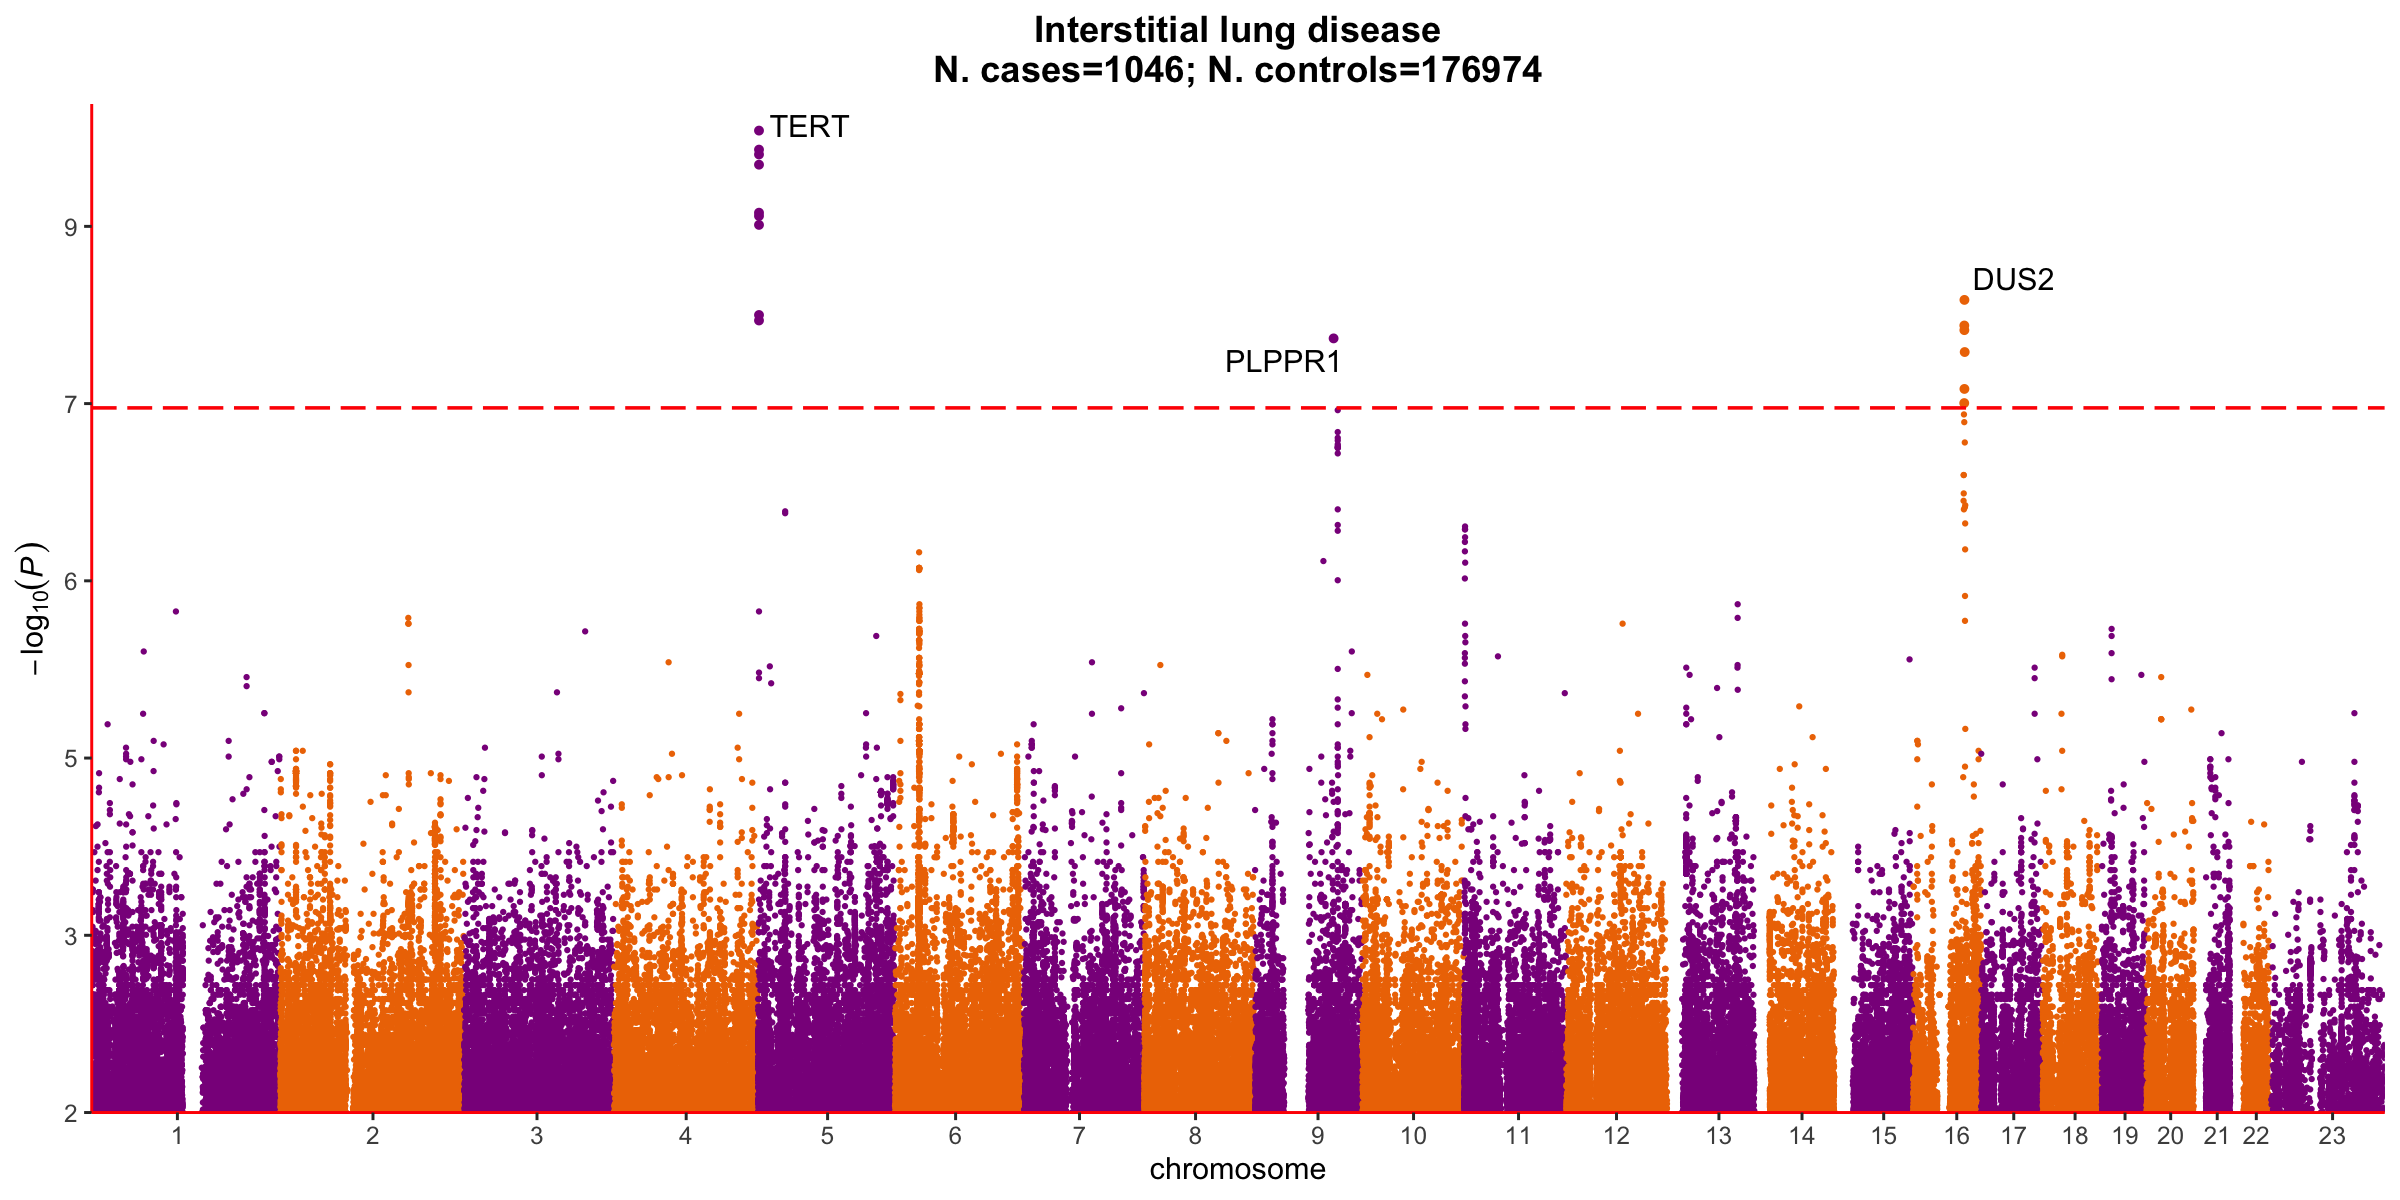 Interstitial lung disease
N. cases=1046; N. controls=176974
TERT
DUS2
PLPPR1
9
7
6
5
3
2
−log10(P)
1 2 3 4 5 6 7 8 9 10 11 12 13 14 15 16 17 18 19 20 21 22 23
chromosome